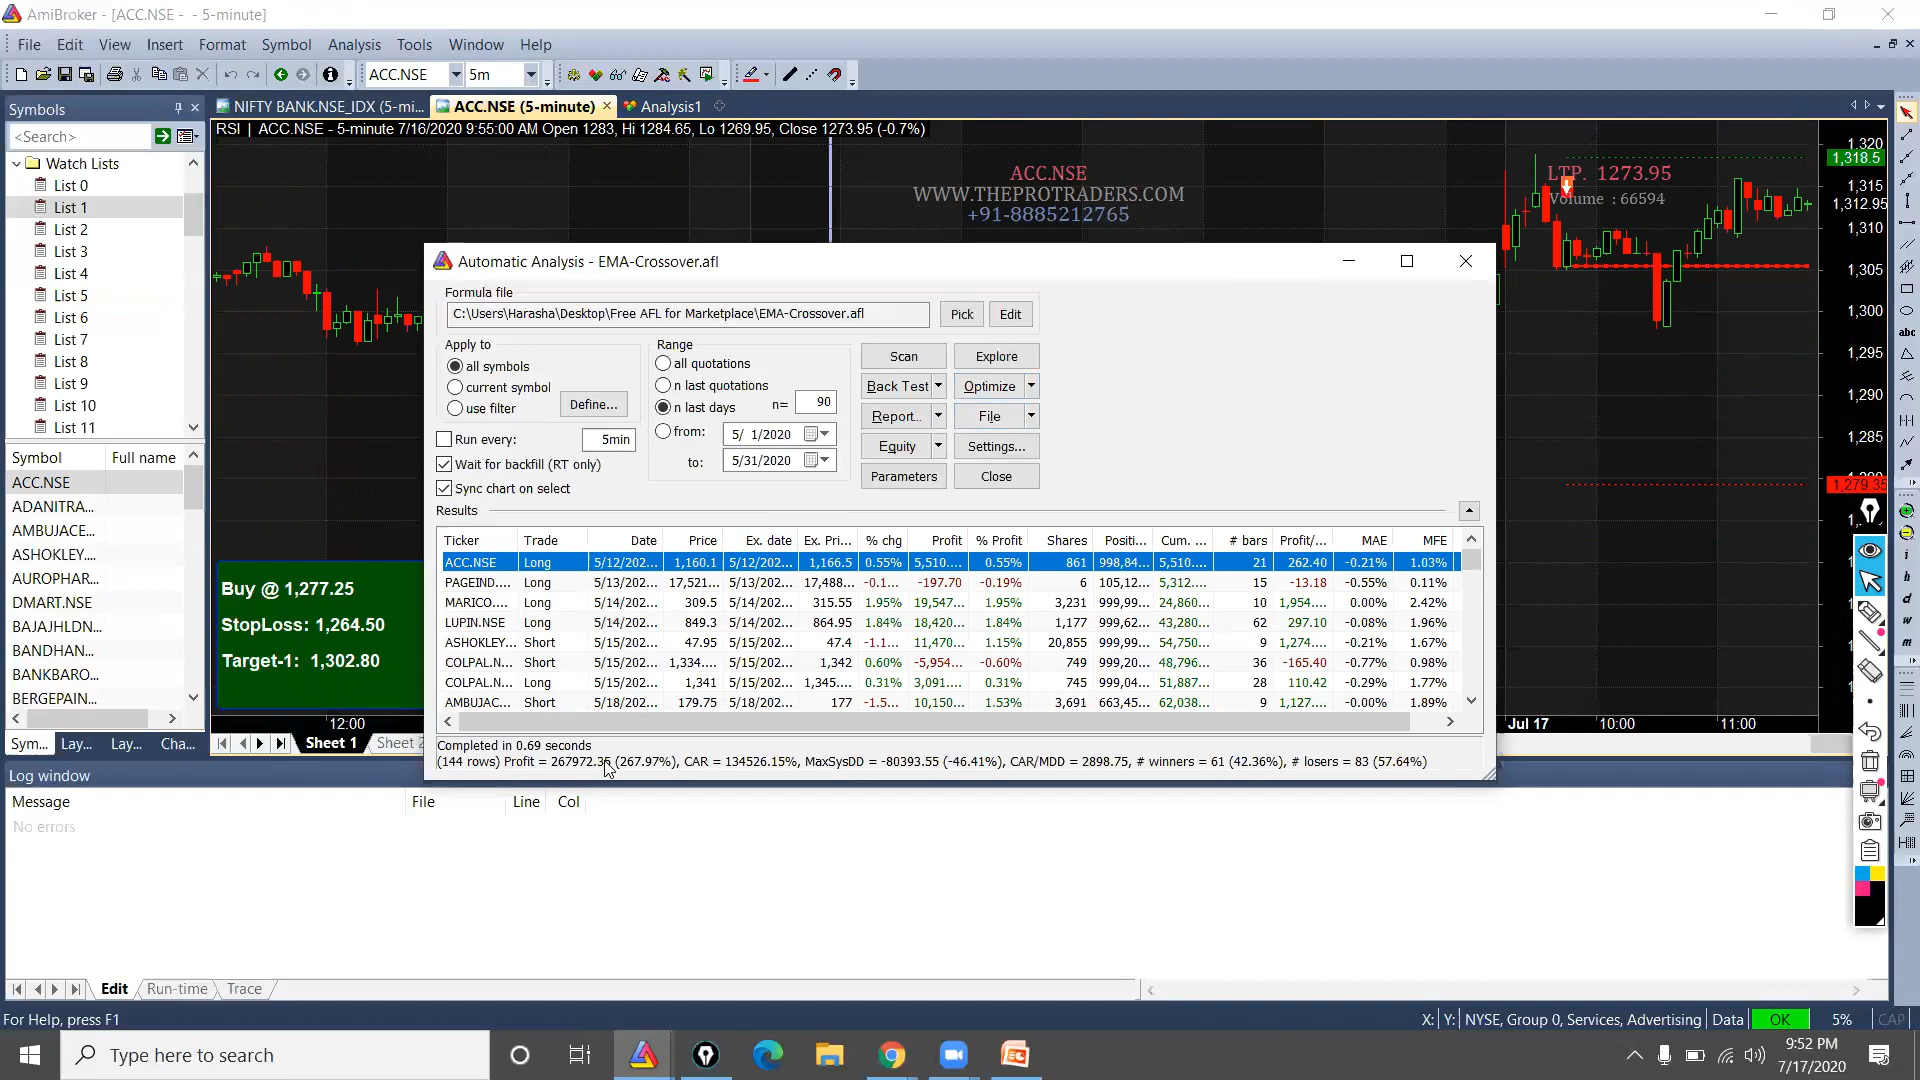 AmiBroker - [ACC.NSE - - 5-minute]
File Edit View Insert Format Symbol Analysis Tools Window Help
ACC.NSE 5m
Symbols
NIFTY BANK.NSE_IDX (5-mi... ACC.NSE (5-minute) Analysis1
<Search>
RSI | ACC.NSE - 5-minute 7/16/2020 9:55:00 AM Open 1283, Hi 1284.65, Lo 1269.95, Close 1273.95 (-0.7%)
Watch Lists
List 0
List 1
List 2
List 3
List 4
List 5
List 6
List 7
List 8
List 9
List 10
List 11
Symbol Full name
ACC.NSE
ADANITRA...
AMBUJACE...
ASHOKLEY....
AUROPHAR...
DMART.NSE
BAJAJHLDN...
BANDHAN...
BANKBARO...
BERGEPAIN...
Sym... Lay... Lay... Cha...
ACC.NSE
WWW.THEPROTRADERS.COM
+91-8885212765
LTP. 1273.95
Volume : 66594
1,320
1,318.5
1,315
1,312.95
1,310
1,305
1,300
1,295
1,290
1,285
1,279.35
Buy @ 1,277.25
StopLoss: 1,264.50
Target-1: 1,302.80
12:00
Jul 17 10:00 11:00
Sheet 1 Sheet 2
Automatic Analysis - EMA-Crossover.afl
Formula file
C:\Users\Harasha\Desktop\Free AFL for Marketplace\EMA-Crossover.afl Pick Edit
Apply to
all symbols
current symbol
use filter Define...
Run every: 5min
Wait for backfill (RT only)
Sync chart on select
Range
all quotations
n last quotations
n last days n= 90
from: 5/ 1/2020
to: 5/31/2020
Scan Explore
Back Test Optimize
Report.. File
Equity Settings...
Parameters Close
Results
Ticker Trade Date Price Ex. date Ex. Pri... % chg Profit % Profit Shares Positi... Cum. ... # bars Profit/... MAE MFE
ACC.NSE Long 5/12/202... 1,160.1 5/12/202... 1,166.5 0.55% 5,510.... 0.55% 861 998,84... 5,510.... 21 262.40 -0.21% 1.03%
PAGEIND.... Long 5/13/202... 17,521... 5/13/202... 17,488... -0.1... -197.70 -0.19% 6 105,12... 5,312.... 15 -13.18 -0.55% 0.11%
MARICO.... Long 5/14/202... 309.5 5/14/202... 315.55 1.95% 19,547... 1.95% 3,231 999,99... 24,860... 10 1,954.... 0.00% 2.42%
LUPIN.NSE Long 5/14/202... 849.3 5/14/202... 864.95 1.84% 18,420... 1.84% 1,177 999,62... 43,280... 62 297.10 -0.08% 1.96%
ASHOKLEY... Short 5/15/202... 47.95 5/15/202... 47.4 -1.1... 11,470... 1.15% 20,855 999,99... 54,750... 9 1,274.... -0.21% 1.67%
COLPAL.N... Short 5/15/202... 1,334.... 5/15/202... 1,342 0.60% -5,954... -0.60% 749 999,20... 48,796... 36 -165.40 -0.77% 0.98%
COLPAL.N... Long 5/15/202... 1,341 5/15/202... 1,345.... 0.31% 3,091.... 0.31% 745 999,04... 51,887... 28 110.42 -0.29% 1.77%
AMBUJAC... Short 5/18/202... 179.75 5/18/202... 177 -1.5... 10,150... 1.53% 3,691 663,45... 62,038... 9 1,127.... -0.00% 1.89%
Completed in 0.69 seconds
(144 rows) Profit = 267972.35 (267.97%), CAR = 134526.15%, MaxSysDD = -80393.55 (-46.41%), CAR/MDD = 2898.75, # winners = 61 (42.36%), # losers = 83 (57.64%)
abc
h
i
d
w
m
Log window
Message File Line Col
No errors
Edit Run-time Trace
For Help, press F1 X: Y: NYSE, Group 0, Services, Advertising Data OK 5% CAP
Type here to search
9:52 PM
7/17/2020